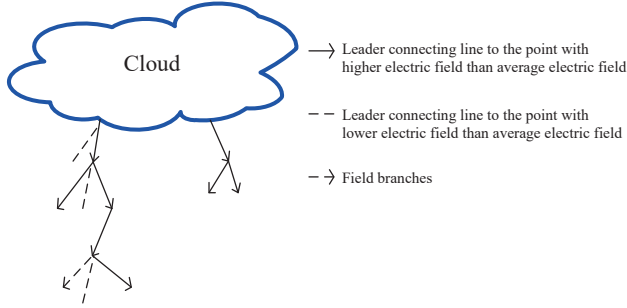 Cloud
Leader connecting line to the point with
higher electric field than average electric field
Leader connecting line to the point with
lower electric field than average electric field
Field branches